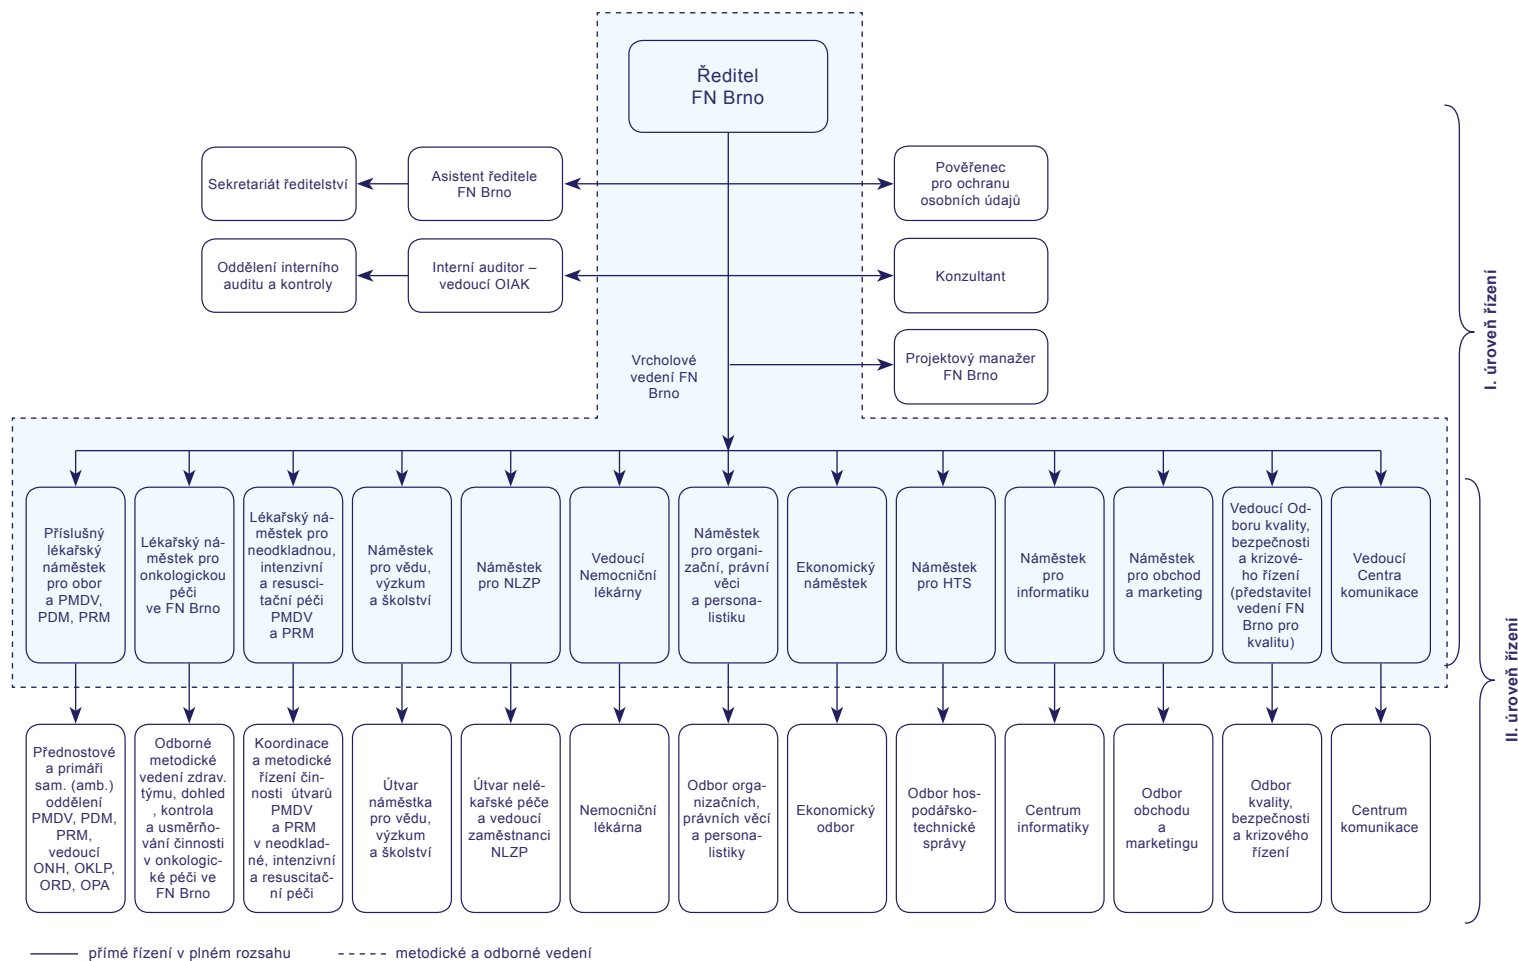 Ředitel
FN Brno
Sekretariát ředitelství
Asistent ředitele
FN Brno
Pověřenec
pro ochranu
osobních údajů
Oddělení interního
auditu a kontroly
Interní auditor –
vedoucí OIAK
Konzultant
Vrcholové
vedení FN
Brno
Projektový manažer
FN Brno
I. úroveň řízení
Příslušný
lékařský
náměstek
pro obor
a PMDV,
PDM, PRM
Lékařský ná-
městek pro
onkologickou
péči
ve FN Brno
Lékařský ná-
městek pro
neodkladnou,
intenzivní
a resusci-
tační péči
PMDV
a PRM
Náměstek
pro vědu,
výzkum
a školství
Náměstek
pro NLZP
Vedoucí
Nemocniční
lékárny
Náměstek
pro organi-
zační, právní
věci
a persona-
listiku
Ekonomický
náměstek
Náměstek
pro HTS
Náměstek
pro
informatiku
Náměstek
pro obchod
a marketing
Vedoucí Od-
boru kvality,
bezpečnosti
a krizové-
ho řízení
(představitel
vedení FN
Brno pro
kvalitu)
Vedoucí
Centra
komunikace
II. úroveň řízení
Přednostové
a primáři
sam. (amb.)
oddělení
PMDV, PDM,
PRM,
vedoucí
ONH, OKLP,
ORD, OPA
Odborné
metodické
vedení zdrav.
týmu, dohled
, kontrola
a usměrňo-
vání činnosti
v onkologic-
ké péči ve
FN Brno
Koordinace
a metodické
řízení čin-
nosti útvarů
PMDV
a PRM
v neodklad-
né, intenzivní
a resuscitač-
ní péči
Útvar
náměstka
pro vědu,
výzkum
a školství
Útvar nelé-
kařské péče
a vedoucí
zaměstnanci
NLZP
Nemocniční
lékárna
Odbor orga-
nizačních,
právních věcí
a persona-
listiky
Ekonomický
odbor
Odbor hos-
podářsko-
technické
správy
Centrum
informatiky
Odbor
obchodu
a
marketingu
Odbor
kvality,
bezpečnosti
a krizového
řízení
Centrum
komunikace
přímé řízení v plném rozsahu
metodické a odborné vedení